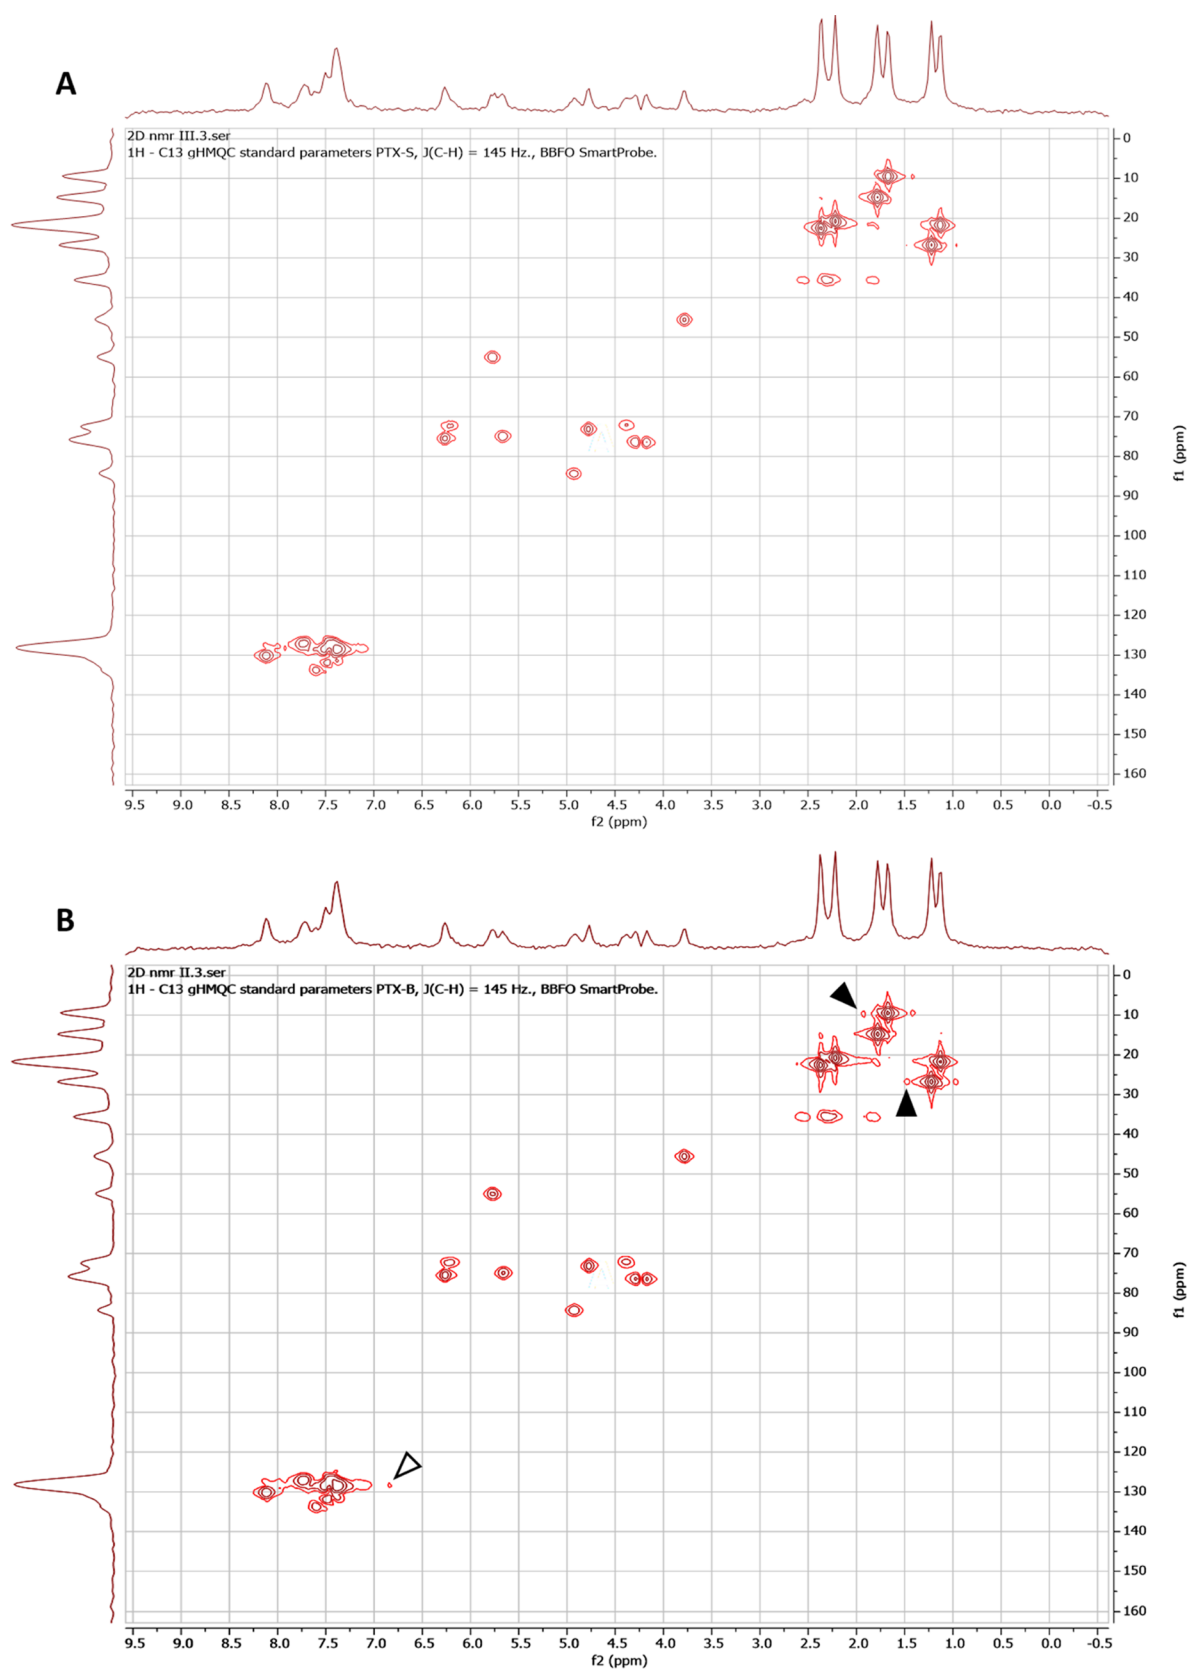 A
2D nmr III.3.ser
1H - C13 gHMQC standard parameters PTX-S, J(C-H) = 145 Hz., BBFO SmartProbe.
0
10
20
30
40
50
60
70
80
90
100
110
120
130
140
150
160
f1 (ppm)
9.5 9.0 8.5 8.0 7.5 7.0 6.5 6.0 5.5 5.0 4.5 4.0 3.5 3.0 2.5 2.0 1.5 1.0 0.5 0.0 -0.5
f2 (ppm)
B
2D nmr II.3.ser
1H - C13 gHMQC standard parameters PTX-B, J(C-H) = 145 Hz., BBFO SmartProbe.
0
10
20
30
40
50
60
70
80
90
100
110
120
130
140
150
160
f1 (ppm)
9.5 9.0 8.5 8.0 7.5 7.0 6.5 6.0 5.5 5.0 4.5 4.0 3.5 3.0 2.5 2.0 1.5 1.0 0.5 0.0 -0.5
f2 (ppm)